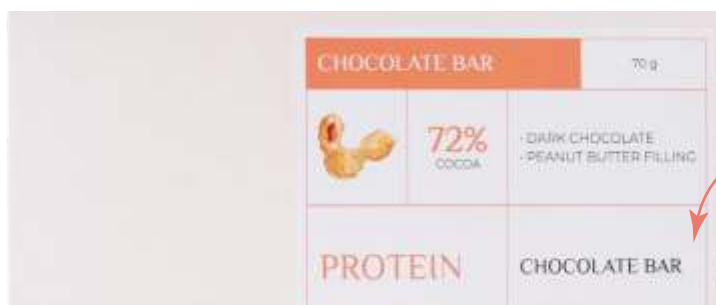 CHOCOLATE BAR
70 g
72%
COCOA
- DARK CHOCOLATE
- PEANUT BUTTER FILLING
PROTEIN
CHOCOLATE BAR